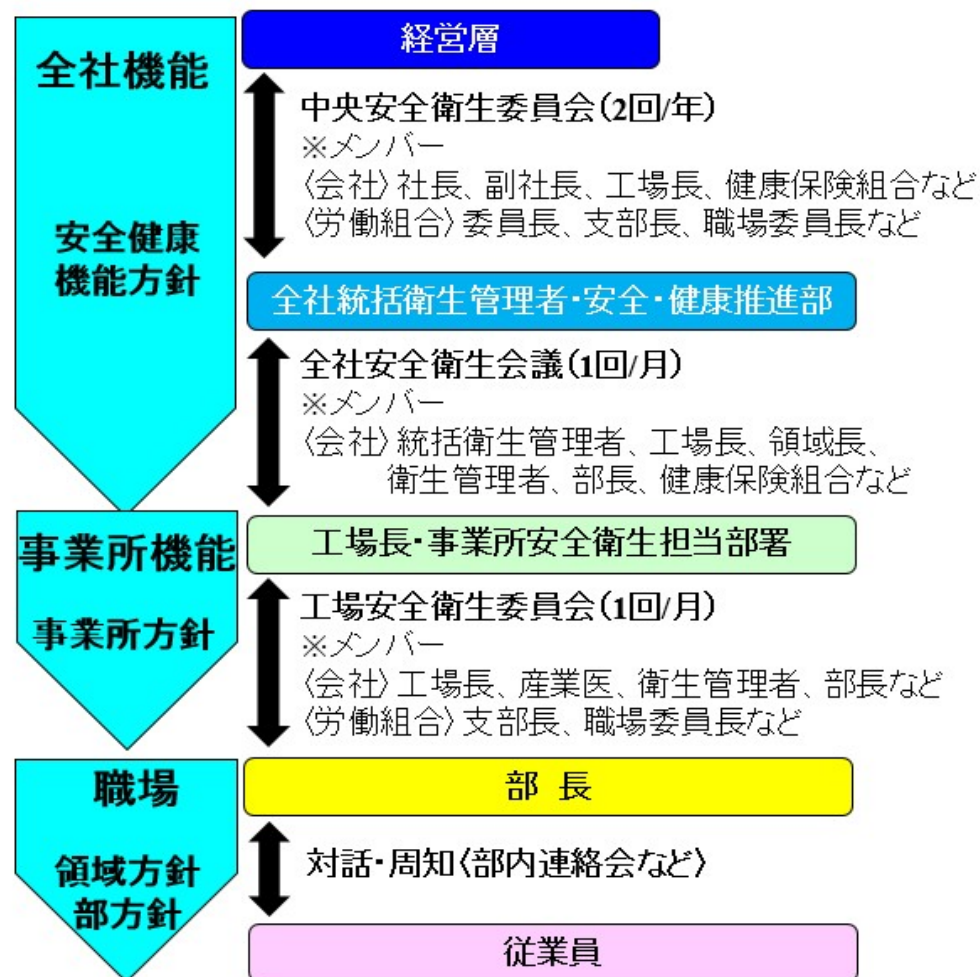 全社機能
安全健康
機能方針
経営層
中央安全衛生委員会(2回/年)
※メンバー
〈会社〉社長、副社長、工場長、健康保険組合など
〈労働組合〉委員長、支部長、職場委員長など
全社統括衛生管理者・安全・健康推進部
全社安全衛生会議(1回/月)
※メンバー
〈会社〉統括衛生管理者、工場長、領域長、
衛生管理者、部長、健康保険組合など
事業所機能
事業所方針
工場長・事業所安全衛生担当部署
工場安全衛生委員会(1回/月)
※メンバー
〈会社〉工場長、産業医、衛生管理者、部長など
〈労働組合〉支部長、職場委員長など
職場
領域方針
部方針
部 長
対話・周知〈部内連絡会など〉
従業員